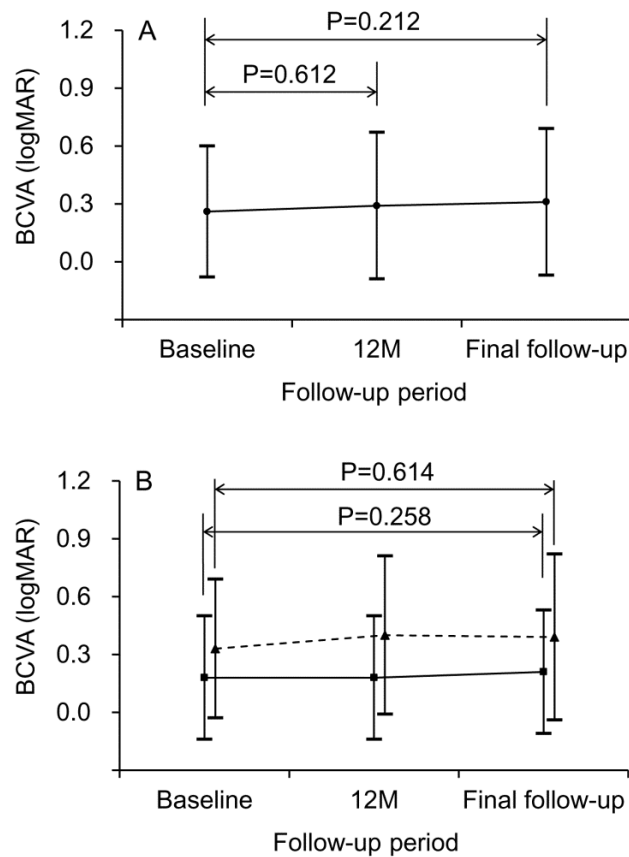 A
P=0.212
P=0.612
BCVA (logMAR)
1.2
0.9
0.6
0.3
0.0
Baseline 12M Final follow-up
Follow-up period
B
P=0.614
P=0.258
BCVA (logMAR)
1.2
0.9
0.6
0.3
0.0
Baseline 12M Final follow-up
Follow-up period